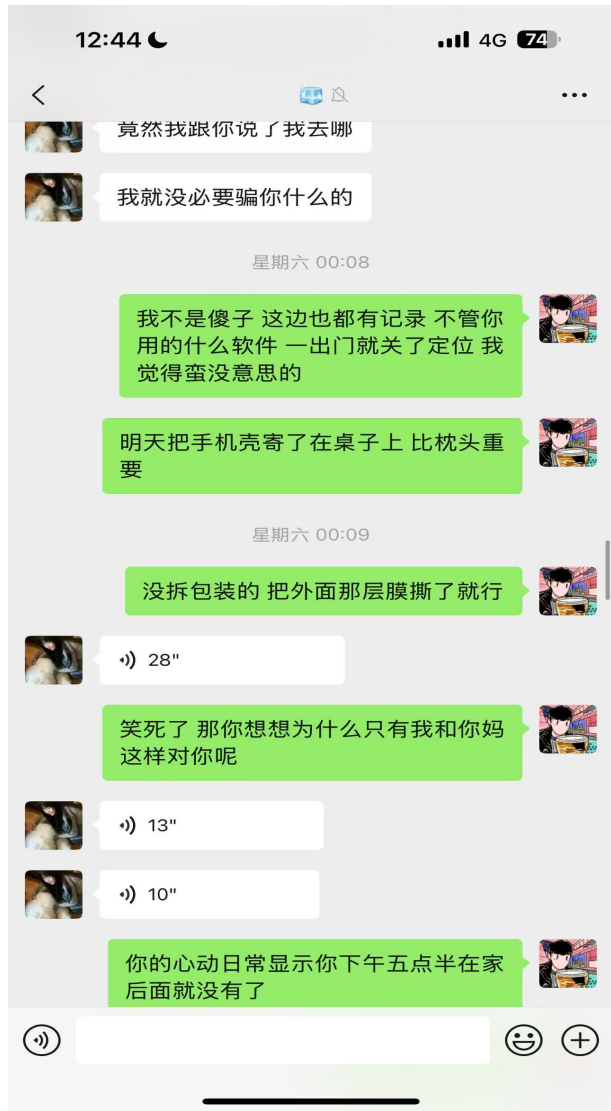 12:44
4G 74
竟然我跟你说了我去哪
我就没必要骗你什么的
星期六 00:08
我不是傻子 这边也都有记录 不管你
用的什么软件 一出门就关了定位 我
觉得蛮没意思的
明天把手机壳寄了在桌子上 比枕头重
要
星期六 00:09
没拆包装的 把外面那层膜撕了就行
28"
笑死了 那你想想为什么只有我和你妈
这样对你呢
13"
10"
你的心动日常显示你下午五点半在家
后面就没有了